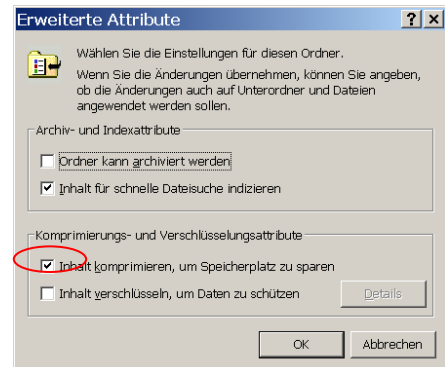 Erweiterte Attribute
Wählen Sie die Einstellungen für diesen Ordner.
Wenn Sie die Änderungen übernehmen, können Sie angeben,
ob die Änderungen auch auf Unterordner und Dateien
angewendet werden sollen.
Archiv- und Indexattribute
Ordner kann archiviert werden
Inhalt für schnelle Dateisuche indizieren
Komprimierungs- und Verschlüsselungsattribute
Inhalt komprimieren, um Speicherplatz zu sparen
Inhalt verschlüsseln, um Daten zu schützen
Details
OK
Abbrechen